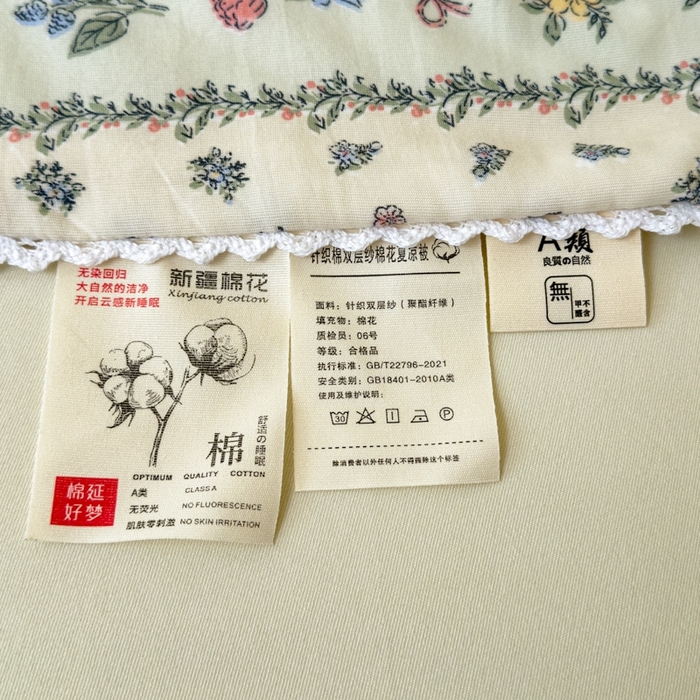 无染回归
大自然的洁净
开启云感新睡眠
新疆棉花
Xinjiang cotton
舒适の睡眠
棉
棉延
好梦
OPTIMUM QUALITY COTTON
A类 CLASS A
无荧光 NO FLUORESCENCE
肌肤零刺激 NO SKIN IRRITATION
针织棉双层纱棉花夏凉被
面料：针织双层纱（聚酯纤维）
填充物：棉花
质检员：06号
等级：合格品
执行标准：GB/T22796-2021
安全类别：GB18401-2010A类
使用及维护说明：
30
P
除消费者以外任何人不得拆除这个标签
A類
良質の自然
無
甲不
醛含